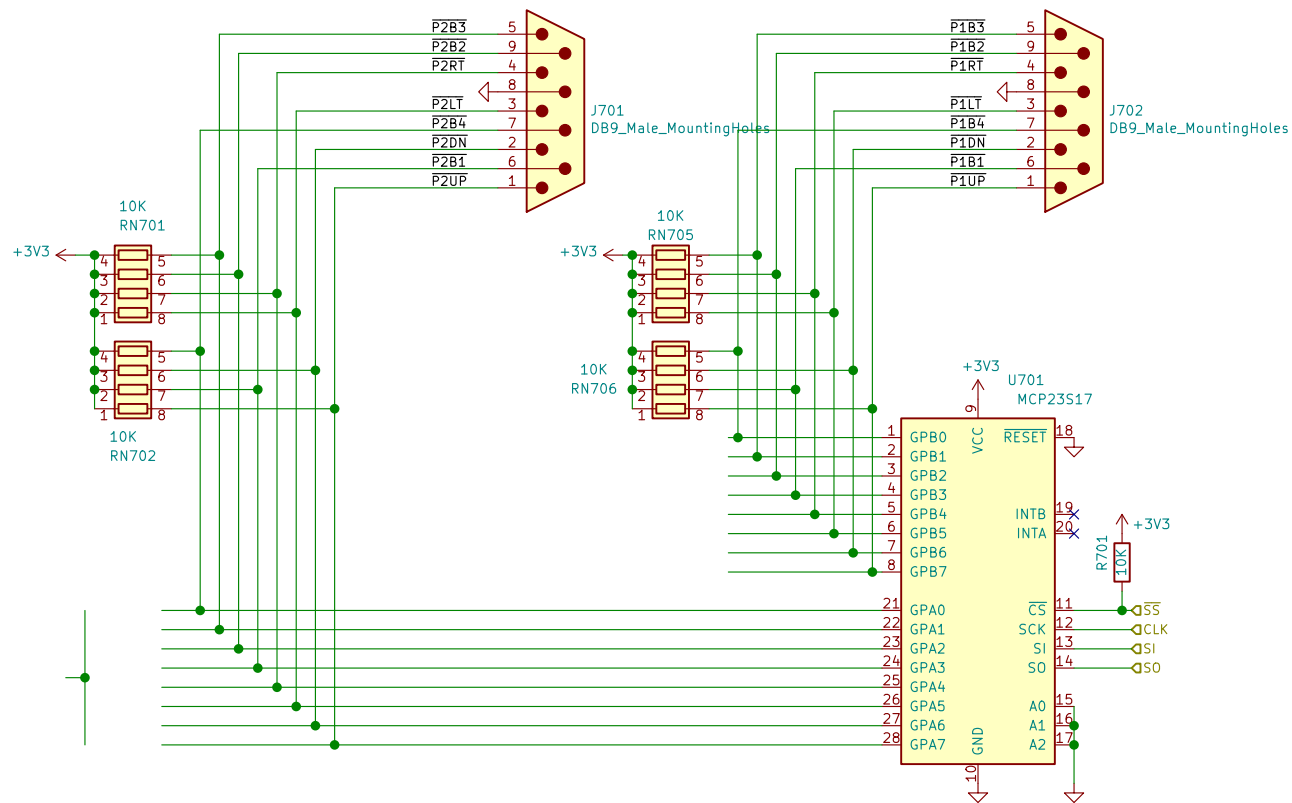 P2B3 5
P2B2 9
P2RT 4
8
P2LT 3
P2B4 7
P2DN 2
P2B1 6
P2UP 1
J701
DB9_Male_MountingHoles
P1B3 5
P1B2 9
P1RT 4
8
P1LT 3
P1B4 7
P1DN 2
P1B1 6
P1UP 1
J702
DB9_Male_MountingHoles
10K
RN701
+3V3
4 5
3 6
2 7
1 8
4 5
3 6
2 7
1 8
10K
RN702
10K
RN705
+3V3
4 5
3 6
2 7
1 8
4 5
3 6
2 7
1 8
10K
RN706
+3V3
U701
MCP23S17
9
VCC
1 GPB0
2 GPB1
3 GPB2
4 GPB3
5 GPB4
6 GPB5
7 GPB6
8 GPB7
21 GPA0
22 GPA1
23 GPA2
24 GPA3
25 GPA4
26 GPA5
27 GPA6
28 GPA7
RESET 18
INTB 19
INTA 20
CS 11
SCK 12
SI 13
SO 14
A0 15
A1 16
A2 17
GND
10
+3V3
R701
10K
SS
CLK
SI
SO